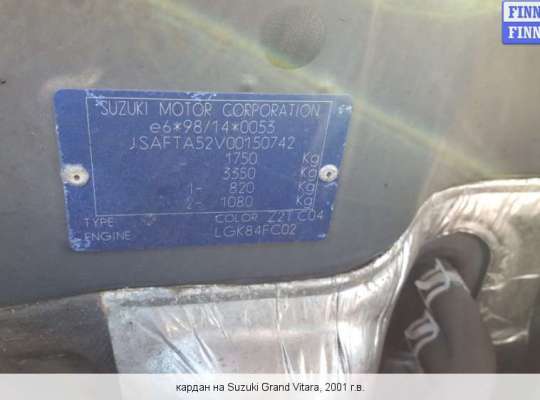 FINN
FINN
SUZUKI MOTOR CORPORATION
e6*98/14*0053
JSAFTA52V00150742
1750 Kg
3550 Kg
1- 820 Kg
2- 1080 Kg
TYPE COLOR Z2T C04
ENGINE LGK84FC02
кардан на Suzuki Grand Vitara, 2001 г.в.